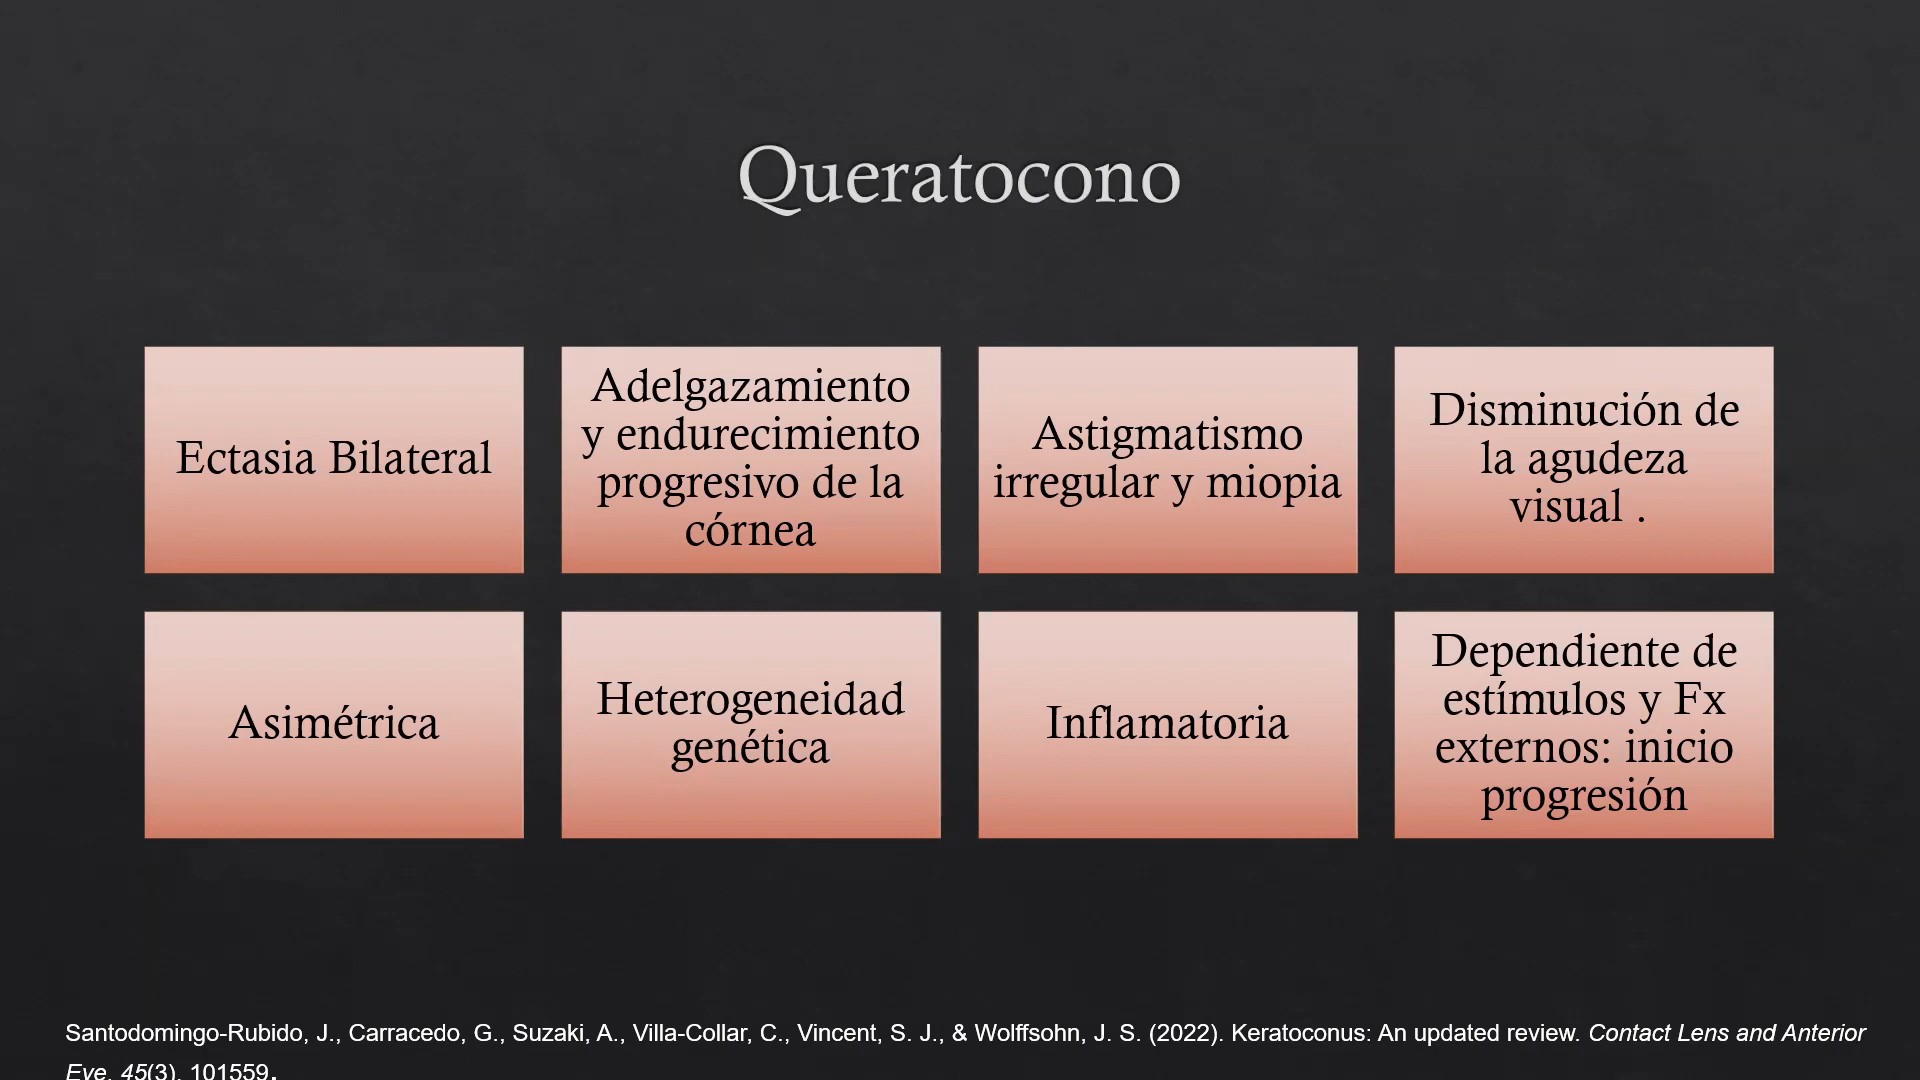 Queratocono
Ectasia Bilateral
Adelgazamiento
y endurecimiento
progresivo de la
córnea
Astigmatismo
irregular y miopia
Disminución de
la agudeza
visual .
Asimétrica
Heterogeneidad
genética
Inflamatoria
Dependiente de
estímulos y Fx
externos: inicio
progresión
Santodomingo-Rubido, J., Carracedo, G., Suzaki, A., Villa-Collar, C., Vincent, S. J., & Wolffsohn, J. S. (2022). Keratoconus: An updated review. Contact Lens and Anterior
Eye, 45(3), 101559.